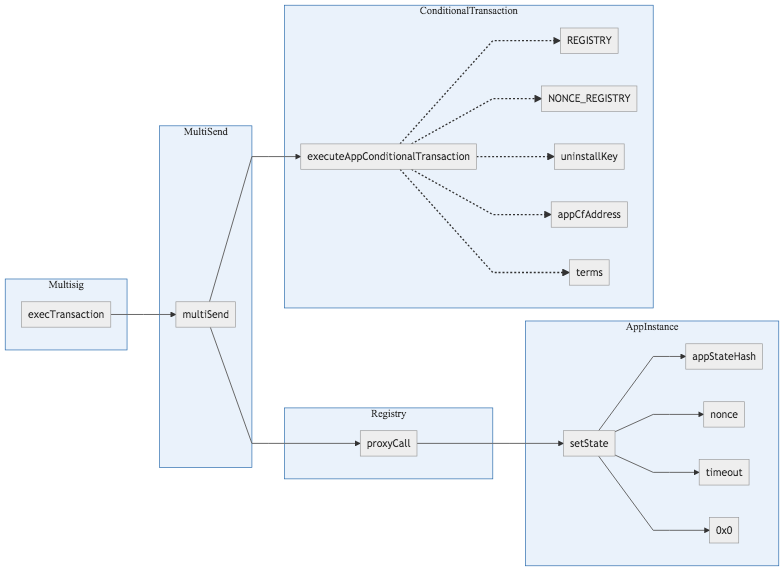 ConditionalTransaction
REGISTRY
NONCE_REGISTRY
executeAppConditionalTransaction
uninstallKey
appCfAddress
terms
MultiSend
multiSend
Multisig
execTransaction
Registry
proxyCall
AppInstance
setState
appStateHash
nonce
timeout
0x0